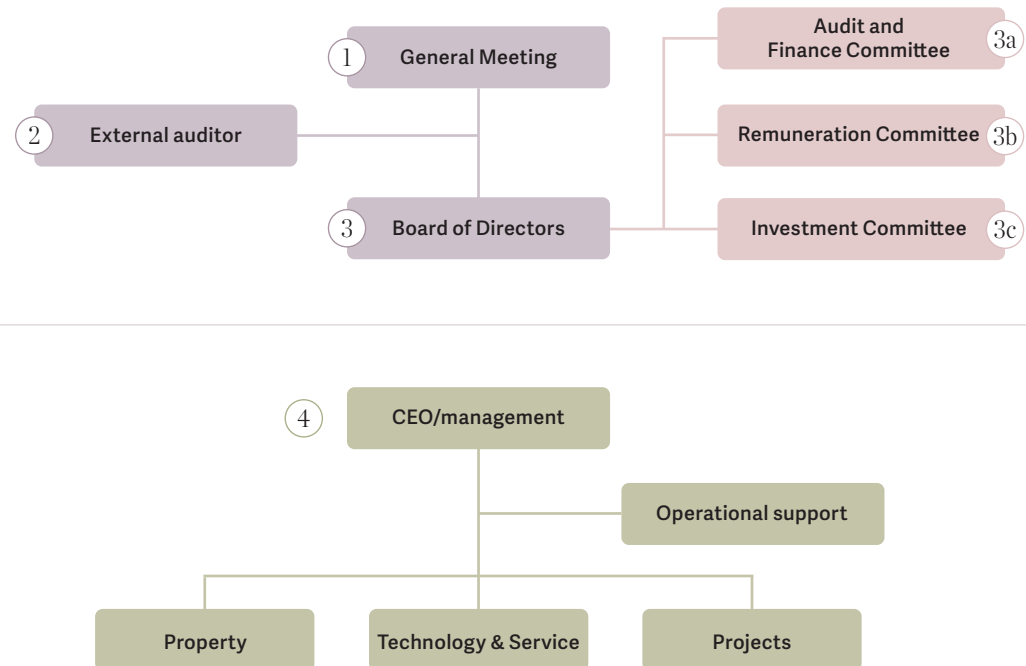 1
General Meeting
Audit and
Finance Committee
3a
2
External auditor
Remuneration Committee
3b
3
Board of Directors
Investment Committee
3c
4
CEO/management
Operational support
Property
Technology & Service
Projects